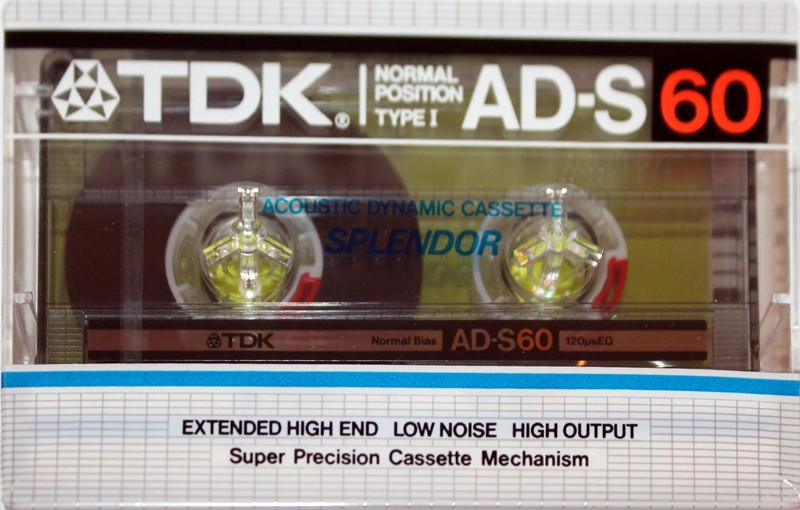 TDK® NORMAL POSITION TYPE I AD-S 60
ACOUSTIC DYNAMIC CASSETTE
SPLENDOR
TDK Normal Bias AD-S60 120µsEQ
EXTENDED HIGH END LOW NOISE HIGH OUTPUT
Super Precision Cassette Mechanism